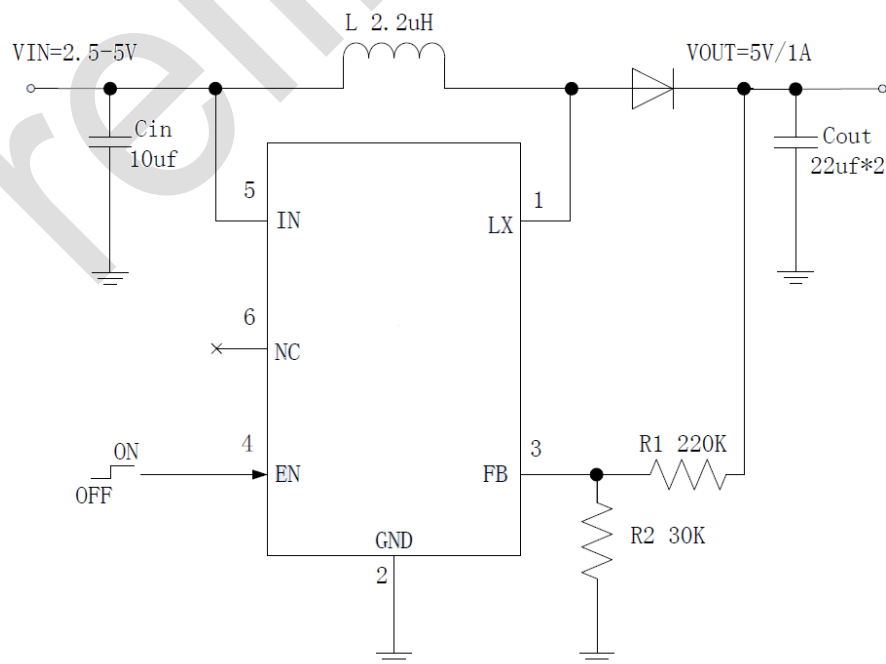 L 2.2uH
VIN=2.5-5V
VOUT=5V/1A
Cin
10uf
Cout
22uf*2
5
1
IN
LX
6
NC
ON
OFF
4
EN
3
FB
R1 220K
R2 30K
GND
2